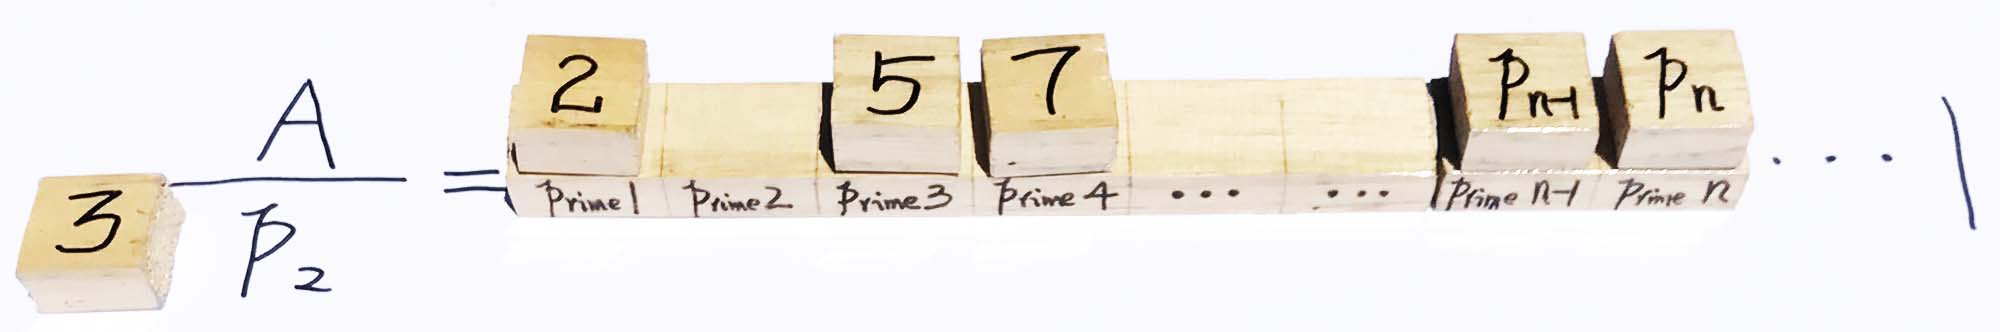 A
3
p2
=
2 5 7 pn-1 pn
Prime1 Prime2 Prime3 Prime4 ... ... Prime n-1 Prime n ... |